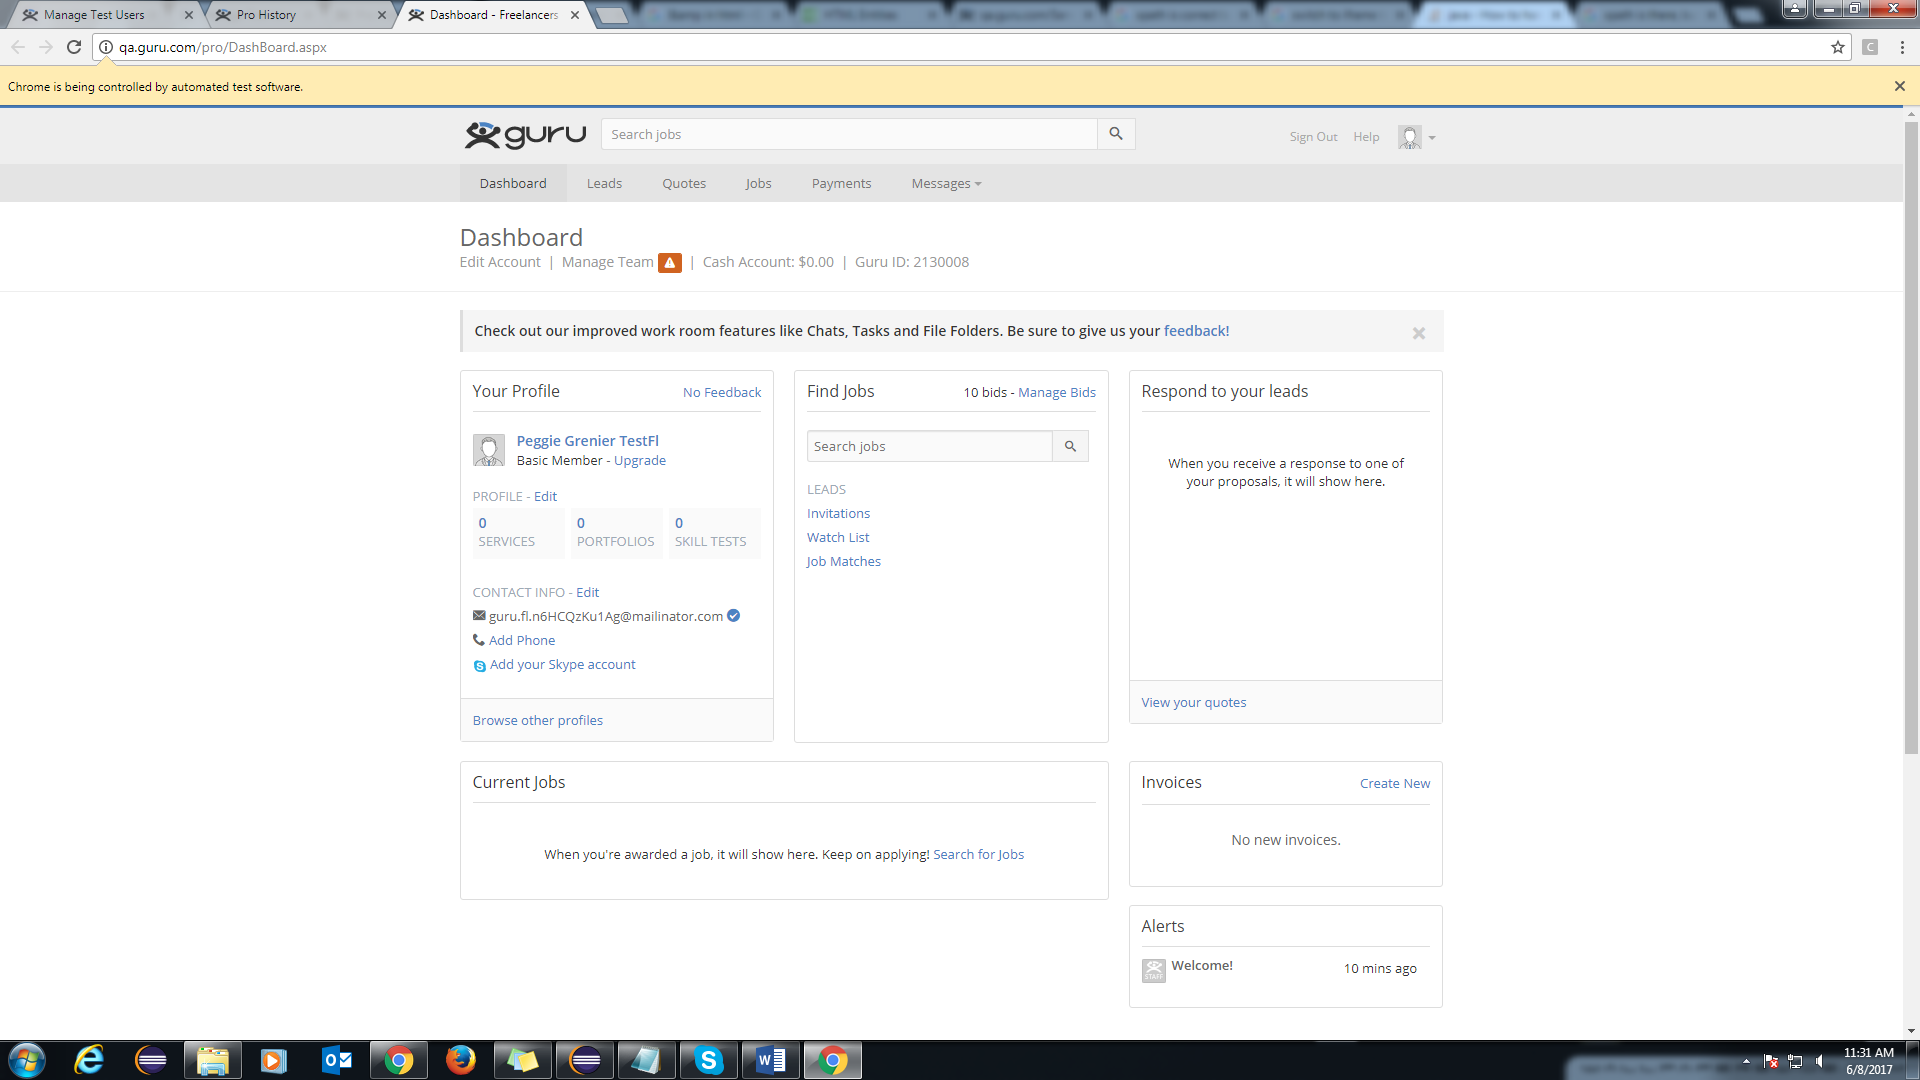 Manage Test Users
Pro History
Dashboard - Freelancers
qa.guru.com/pro/DashBoard.aspx
Chrome is being controlled by automated test software.
guru
Search jobs
Sign Out
Help
Dashboard
Leads
Quotes
Jobs
Payments
Messages
Dashboard
Edit Account | Manage Team | Cash Account: $0.00 | Guru ID: 2130008
Check out our improved work room features like Chats, Tasks and File Folders. Be sure to give us your feedback!
Your Profile
No Feedback
Peggie Grenier TestFl
Basic Member - Upgrade
PROFILE - Edit
0
SERVICES
0
PORTFOLIOS
0
SKILL TESTS
CONTACT INFO - Edit
guru.fl.n6HCQzKu1Ag@mailinator.com
Add Phone
Add your Skype account
Browse other profiles
Find Jobs
10 bids - Manage Bids
Search jobs
LEADS
Invitations
Watch List
Job Matches
Respond to your leads
When you receive a response to one of
your proposals, it will show here.
View your quotes
Current Jobs
When you're awarded a job, it will show here. Keep on applying! Search for Jobs
Invoices
Create New
No new invoices.
Alerts
STAFF
Welcome!
10 mins ago
11:31 AM
6/8/2017